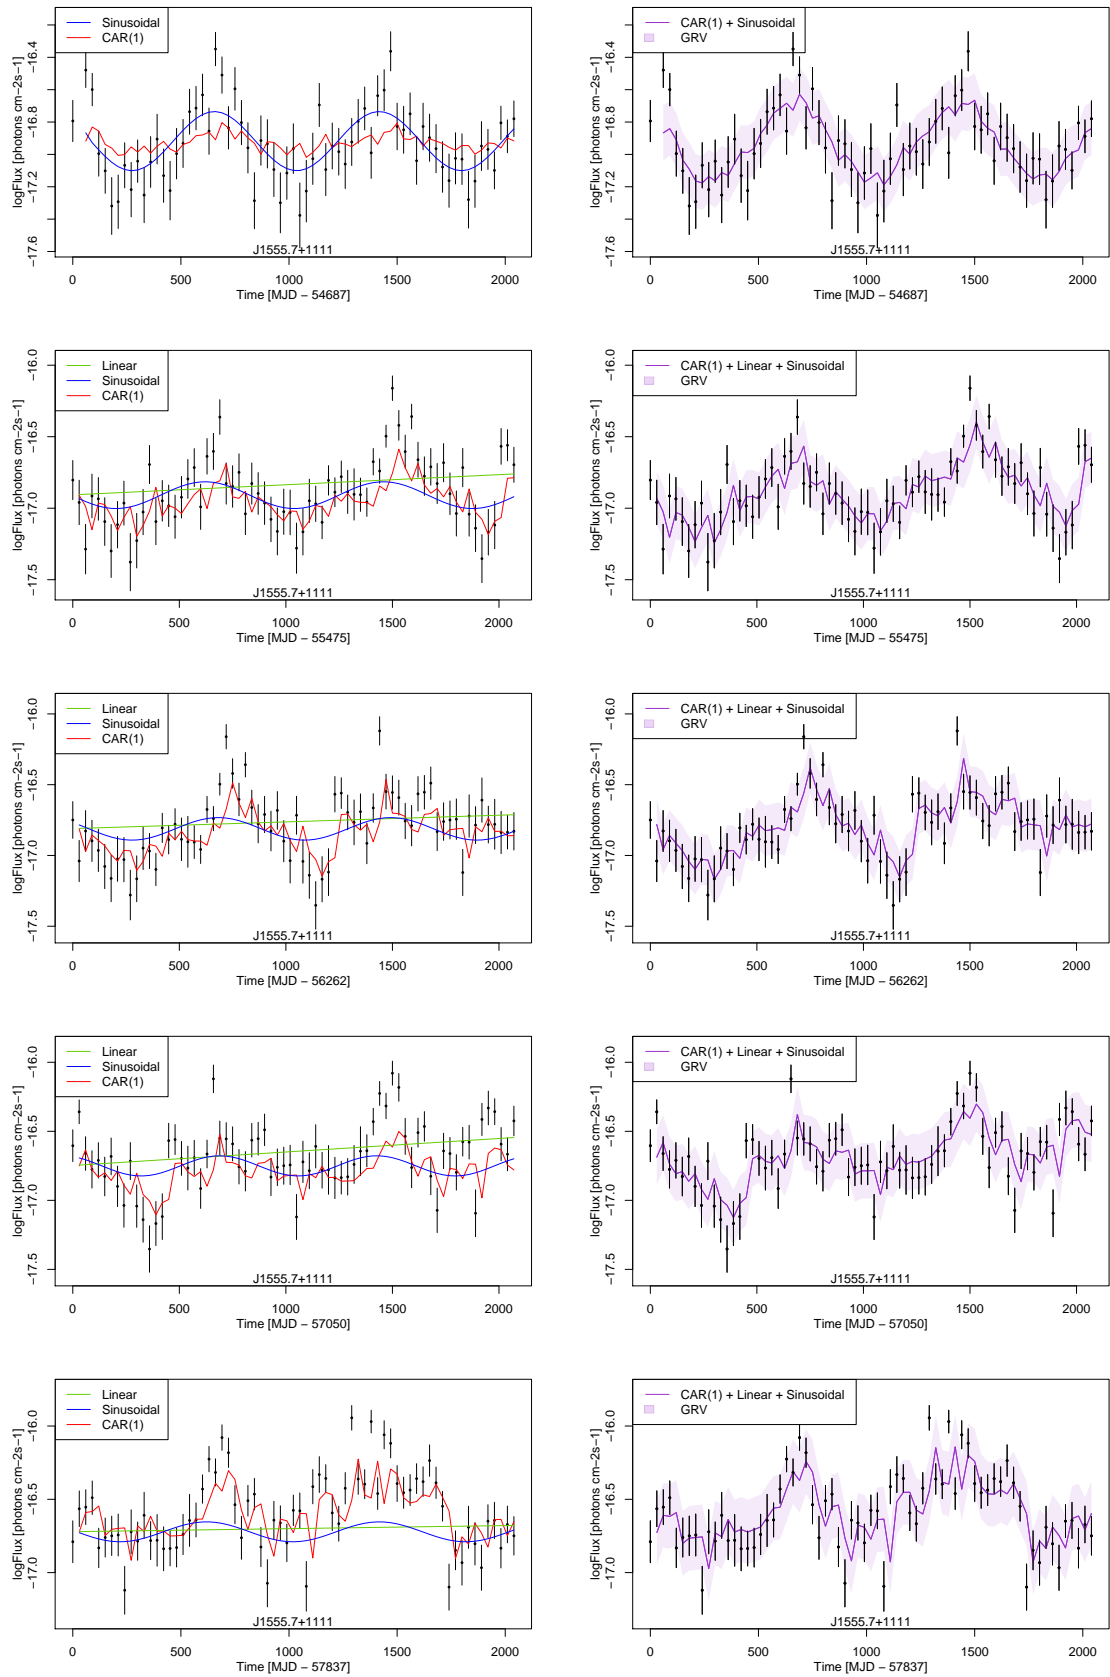 Sinusoidal
CAR(1)
logFlux [photons cm−2s−1]
−16.4
−16.8
−17.2
−17.6
J1555.7+1111
0 500 1000 1500 2000
Time [MJD − 54687]
CAR(1) + Sinusoidal
GRV
logFlux [photons cm−2s−1]
−16.4
−16.8
−17.2
−17.6
J1555.7+1111
0 500 1000 1500 2000
Time [MJD − 54687]
Linear
Sinusoidal
CAR(1)
logFlux [photons cm−2s−1]
−16.0
−16.5
−17.0
−17.5
J1555.7+1111
0 500 1000 1500 2000
Time [MJD − 55475]
CAR(1) + Linear + Sinusoidal
GRV
logFlux [photons cm−2s−1]
−16.0
−16.5
−17.0
−17.5
J1555.7+1111
0 500 1000 1500 2000
Time [MJD − 55475]
Linear
Sinusoidal
CAR(1)
logFlux [photons cm−2s−1]
−16.0
−16.5
−17.0
−17.5
J1555.7+1111
0 500 1000 1500 2000
Time [MJD − 56262]
CAR(1) + Linear + Sinusoidal
GRV
logFlux [photons cm−2s−1]
−16.0
−16.5
−17.0
−17.5
J1555.7+1111
0 500 1000 1500 2000
Time [MJD − 56262]
Linear
Sinusoidal
CAR(1)
logFlux [photons cm−2s−1]
−16.0
−16.5
−17.0
−17.5
J1555.7+1111
0 500 1000 1500 2000
Time [MJD − 57050]
CAR(1) + Linear + Sinusoidal
GRV
logFlux [photons cm−2s−1]
−16.0
−16.5
−17.0
−17.5
J1555.7+1111
0 500 1000 1500 2000
Time [MJD − 57050]
Linear
Sinusoidal
CAR(1)
logFlux [photons cm−2s−1]
−16.0
−16.5
−17.0
J1555.7+1111
0 500 1000 1500 2000
Time [MJD − 57837]
CAR(1) + Linear + Sinusoidal
GRV
logFlux [photons cm−2s−1]
−16.0
−16.5
−17.0
J1555.7+1111
0 500 1000 1500 2000
Time [MJD − 57837]